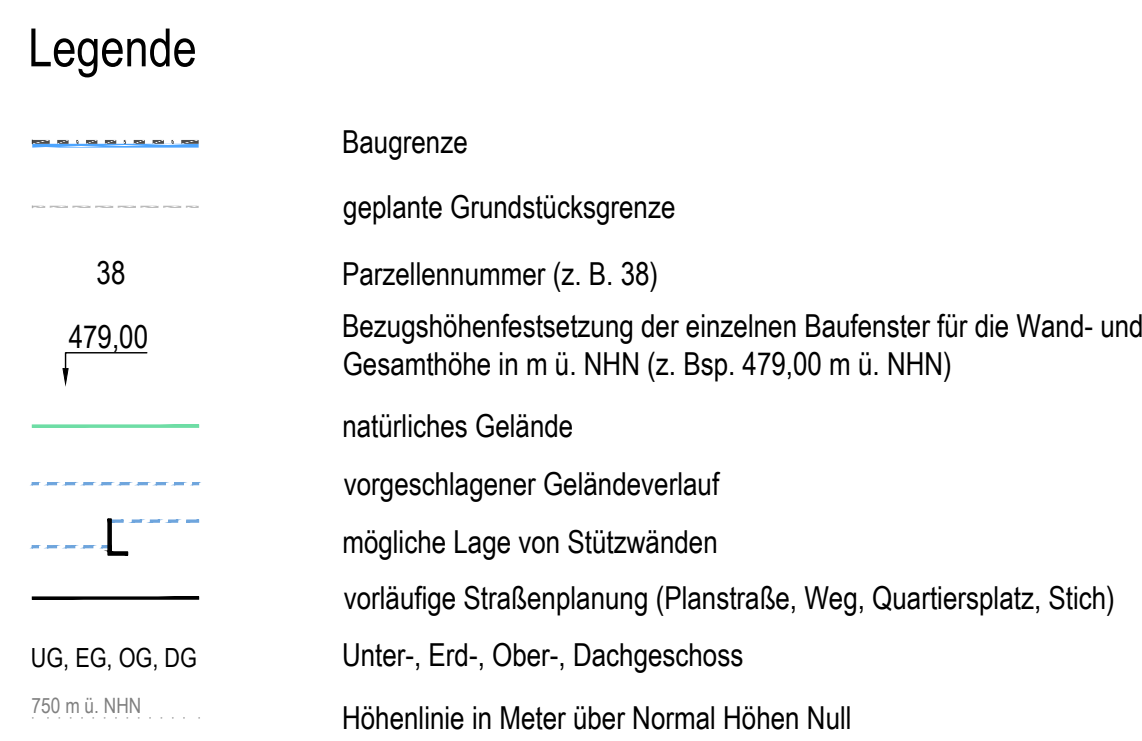 Legende
Baugrenze
geplante Grundstücksgrenze
38 Parzellennummer (z. B. 38)
479,00 Bezugshöhenfestsetzung der einzelnen Baufenster für die Wand- und
Gesamthöhe in m ü. NHN (z. Bsp. 479,00 m ü. NHN)
natürliches Gelände
vorgeschlagener Geländeverlauf
mögliche Lage von Stützwänden
vorläufige Straßenplanung (Planstraße, Weg, Quartiersplatz, Stich)
UG, EG, OG, DG Unter-, Erd-, Ober-, Dachgeschoss
750 m ü. NHN Höhenlinie in Meter über Normal Höhen Null